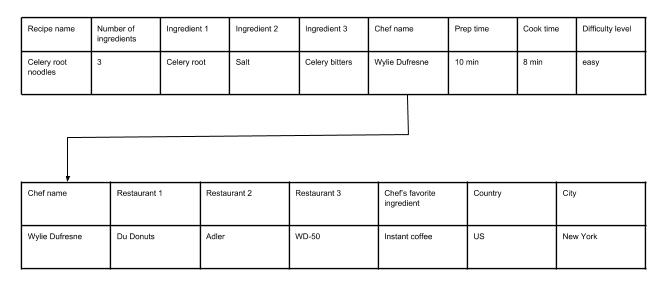 Recipe name Number of ingredients Ingredient 1 Ingredient 2 Ingredient 3 Chef name Prep time Cook time Difficulty level
Celery root noodles 3 Celery root Salt Celery bitters Wylie Dufresne 10 min 8 min easy
Chef name Restaurant 1 Restaurant 2 Restaurant 3 Chef's favorite ingredient Country City
Wylie Dufresne Du Donuts Adler WD-50 Instant coffee US New York